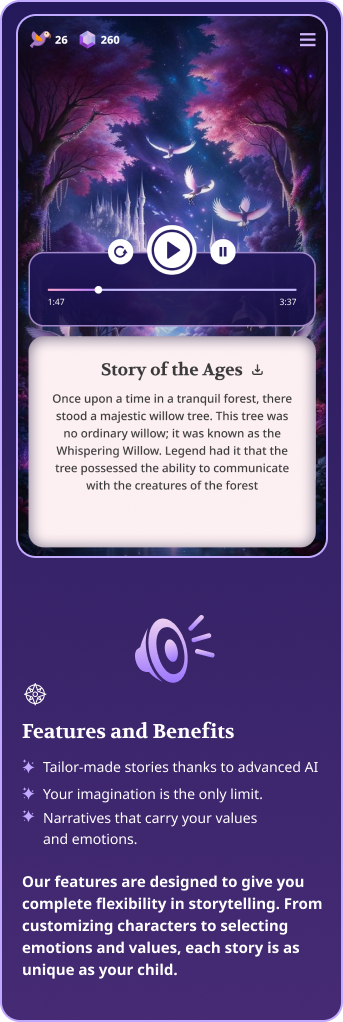 26 260
1:47 3:37
Story of the Ages
Once upon a time in a tranquil forest, there
stood a majestic willow tree. This tree was
no ordinary willow; it was known as the
Whispering Willow. Legend had it that the
tree possessed the ability to communicate
with the creatures of the forest
Features and Benefits
Tailor-made stories thanks to advanced AI
Your imagination is the only limit.
Narratives that carry your values
and emotions.
Our features are designed to give you
complete flexibility in storytelling. From
customizing characters to selecting
emotions and values, each story is as
unique as your child.